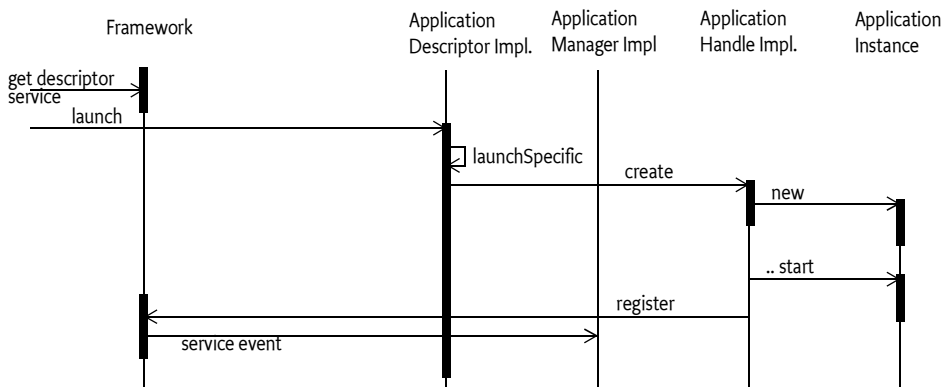 Framework
Application
Descriptor Impl.
Application
Manager Impl
Application
Handle Impl.
Application
Instance
get descriptor
service
launch
launchSpecific
create
new
.. start
register
service event